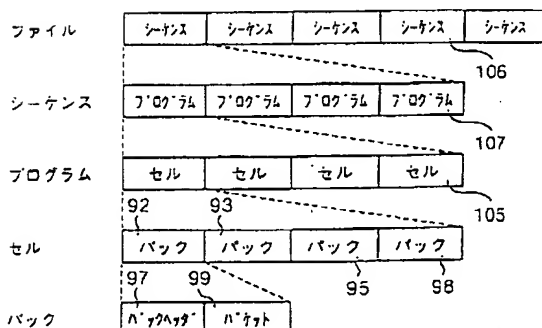 ファイル シーケンス シーケンス シーケンス シーケンス シーケンス
106
シーケンス プログラム プログラム プログラム プログラム
107
プログラム セル セル セル セル
92 93 105
セル パック パック パック パック
97 99 95 98
パック パックヘッダ パケット